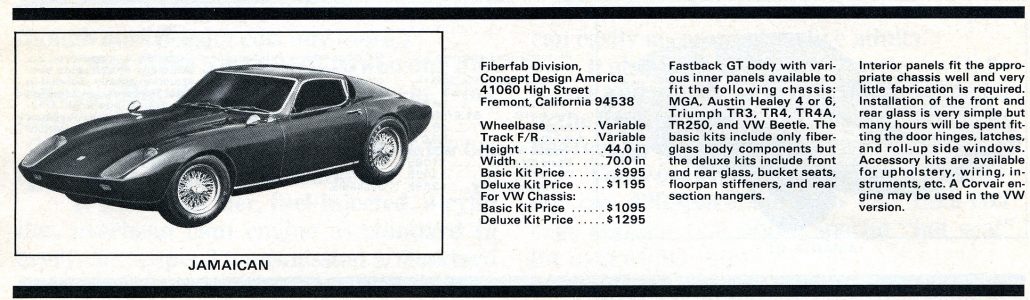 JAMAICAN
Fiberfab Division,
Concept Design America
41060 High Street
Fremont, California 94538
Wheelbase ........ Variable
Track F/R ......... Variable
Height ............ 44.0 in
Width ............. 70.0 in
Basic Kit Price ....... $995
Deluxe Kit Price ..... $1195
For VW Chassis:
Basic Kit Price ...... $1095
Deluxe Kit Price ..... $1295
Fastback GT body with vari-
ous inner panels available to
fit the following chassis:
MGA, Austin Healey 4 or 6,
Triumph TR3, TR4, TR4A,
TR250, and VW Beetle. The
basic kits include only fiber-
glass body components but
the deluxe kits include front
and rear glass, bucket seats,
floorpan stiffeners, and rear
section hangers.
Interior panels fit the appro-
priate chassis well and very
little fabrication is required.
Installation of the front and
rear glass is very simple but
many hours will be spent fit-
ting the door hinges, latches,
and roll-up side windows.
Accessory kits are available
for upholstery, wiring, in-
struments, etc. A Corvair en-
gine may be used in the VW
version.